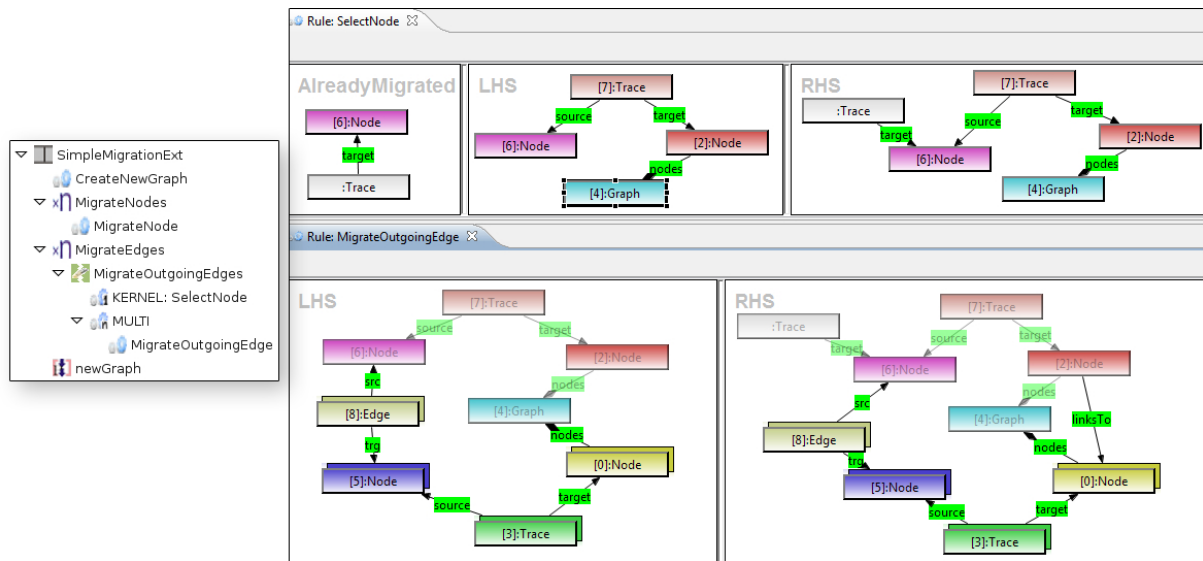 SimpleMigrationExt
CreateNewGraph
MigrateNodes
MigrateNode
MigrateEdges
MigrateOutgoingEdges
KERNEL: SelectNode
MULTI
MigrateOutgoingEdge
newGraph
Rule: SelectNode
AlreadyMigrated
[6]:Node
target
:Trace
LHS
[7]:Trace
source
target
[6]:Node
[2]:Node
nodes
[4]:Graph
RHS
[7]:Trace
:Trace
source
target
target
[6]:Node
[2]:Node
nodes
[4]:Graph
Rule: MigrateOutgoingEdge
LHS
[7]:Trace
source
target
[6]:Node
[2]:Node
src
nodes
[8]:Edge
[4]:Graph
trg
nodes
[5]:Node
[0]:Node
source
target
[3]:Trace
RHS
[7]:Trace
:Trace
source
target
target
[6]:Node
[2]:Node
nodes
src
[4]:Graph
linksTo
[8]:Edge
nodes
trg
[5]:Node
[0]:Node
source
target
[3]:Trace